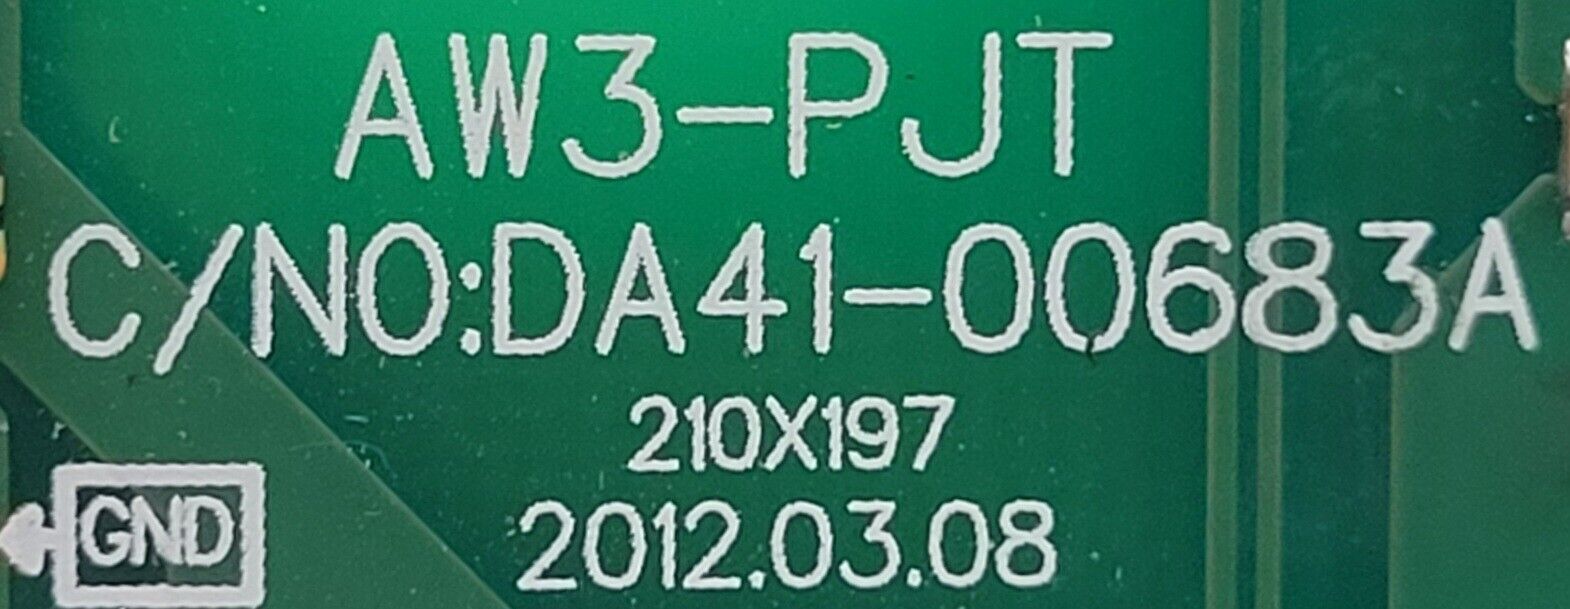 AW3-PJT
C/NO:DA41-00683A
210X197
2012.03.08
GND